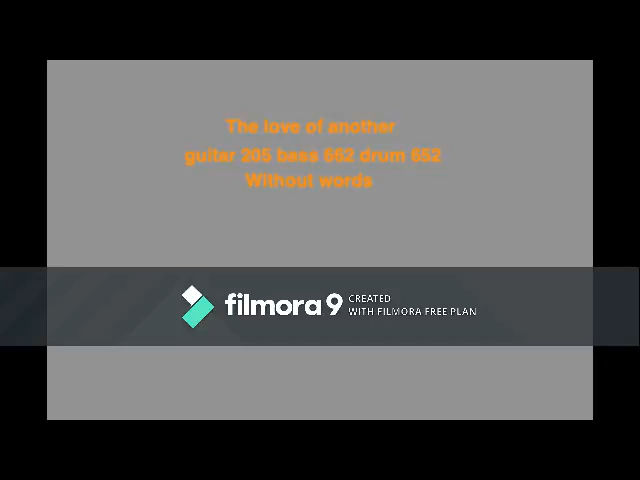 The love of another
guitar 205 bass 662 drum 652
Without words
filmora 9 CREATED
WITH FILMORA FREE PLAN